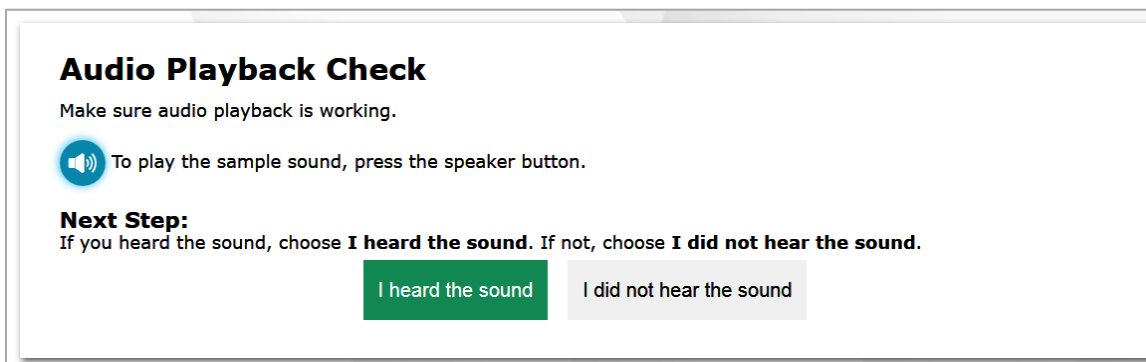 Audio Playback Check
Make sure audio playback is working.
To play the sample sound, press the speaker button.
Next Step:
If you heard the sound, choose I heard the sound. If not, choose I did not hear the sound.
I heard the sound
I did not hear the sound